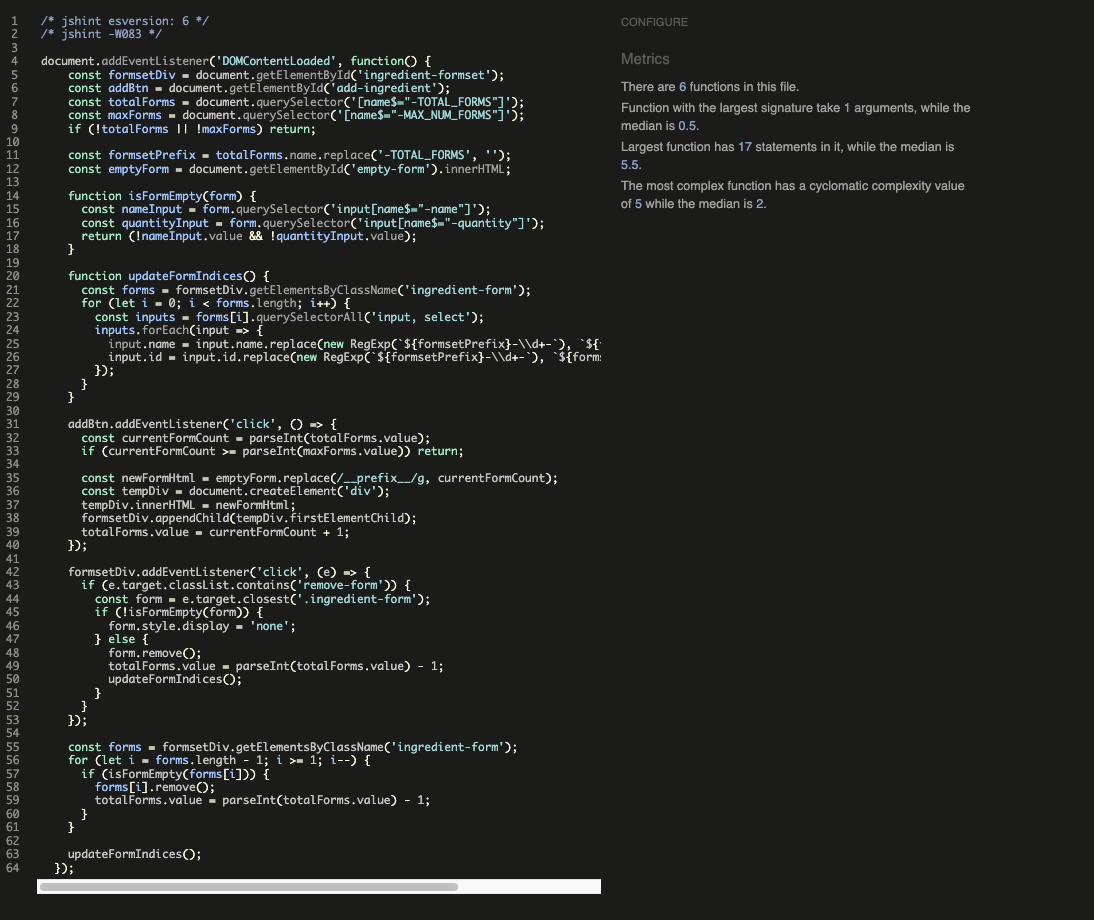 1 /* jshint esversion: 6 */
2 /* jshint -W083 */
3
4 document.addEventListener('DOMContentLoaded', function() {
5     const formsetDiv = document.getElementById('ingredient-formset');
6     const addBtn = document.getElementById('add-ingredient');
7     const totalForms = document.querySelector('[name$="-TOTAL_FORMS"]');
8     const maxForms = document.querySelector('[name$="-MAX_NUM_FORMS"]');
9     if (!totalForms || !maxForms) return;
10
11     const formsetPrefix = totalForms.name.replace('-TOTAL_FORMS', '');
12     const emptyForm = document.getElementById('empty-form').innerHTML;
13
14     function isFormEmpty(form) {
15       const nameInput = form.querySelector('input[name$="-name"]');
16       const quantityInput = form.querySelector('input[name$="-quantity"]');
17       return (!nameInput.value && !quantityInput.value);
18     }
19
20     function updateFormIndices() {
21       const forms = formsetDiv.getElementsByClassName('ingredient-form');
22       for (let i = 0; i < forms.length; i++) {
23         const inputs = forms[i].querySelectorAll('input, select');
24         inputs.forEach(input => {
25           input.name = input.name.replace(new RegExp(`${formsetPrefix}-\\d+-`), `${
26           input.id = input.id.replace(new RegExp(`${formsetPrefix}-\\d+-`), `${form
27         });
28       }
29     }
30
31     addBtn.addEventListener('click', () => {
32       const currentFormCount = parseInt(totalForms.value);
33       if (currentFormCount >= parseInt(maxForms.value)) return;
34
35       const newFormHtml = emptyForm.replace(/__prefix__/g, currentFormCount);
36       const tempDiv = document.createElement('div');
37       tempDiv.innerHTML = newFormHtml;
38       formsetDiv.appendChild(tempDiv.firstElementChild);
39       totalForms.value = currentFormCount + 1;
40     });
41
42     formsetDiv.addEventListener('click', (e) => {
43       if (e.target.classList.contains('remove-form')) {
44         const form = e.target.closest('.ingredient-form');
45         if (!isFormEmpty(form)) {
46           form.style.display = 'none';
47         } else {
48           form.remove();
49           totalForms.value = parseInt(totalForms.value) - 1;
50           updateFormIndices();
51         }
52       }
53     });
54
55     const forms = formsetDiv.getElementsByClassName('ingredient-form');
56     for (let i = forms.length - 1; i >= 1; i--) {
57       if (isFormEmpty(forms[i])) {
58         forms[i].remove();
59         totalForms.value = parseInt(totalForms.value) - 1;
60       }
61     }
62
63     updateFormIndices();
64   });
CONFIGURE
Metrics
There are 6 functions in this file.
Function with the largest signature take 1 arguments, while the
median is 0.5.
Largest function has 17 statements in it, while the median is
5.5.
The most complex function has a cyclomatic complexity value
of 5 while the median is 2.